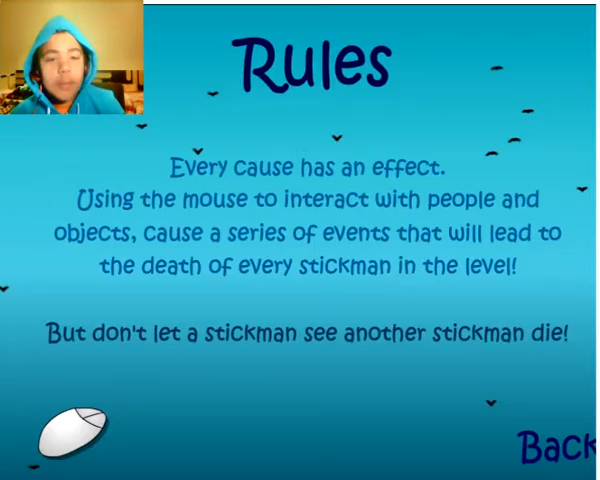 Rules
Every cause has an effect.
Using the mouse to interact with people and
objects, cause a series of events that will lead to
the death of every stickman in the level!
But don't let a stickman see another stickman die!
Back